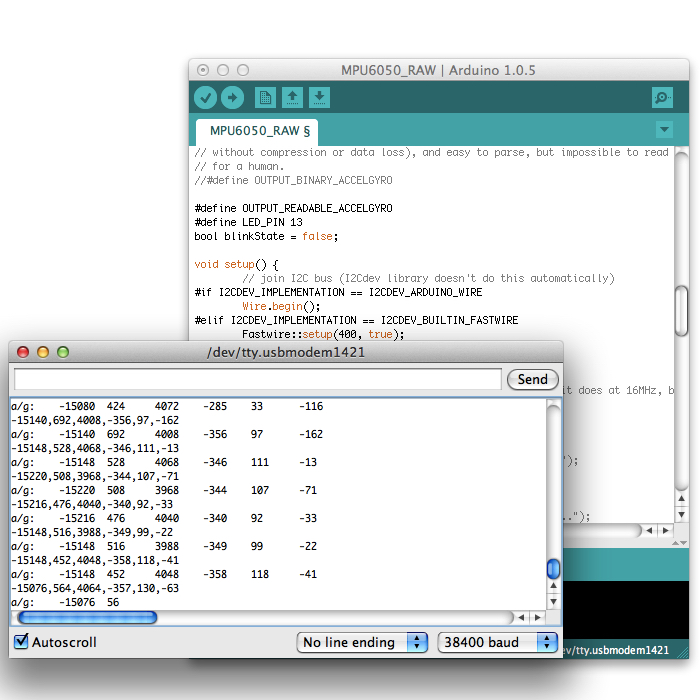 MPU6050_RAW | Arduino 1.0.5
MPU6050_RAW §
// without compression or data loss), and easy to parse, but impossible to read
// for a human.
//#define OUTPUT_BINARY_ACCELGYRO
#define OUTPUT_READABLE_ACCELGYRO
#define LED_PIN 13
bool blinkState = false;
void setup() {
// join I2C bus (I2Cdev library doesn't do this automatically)
#if I2CDEV_IMPLEMENTATION == I2CDEV_ARDUINO_WIRE
Wire.begin();
#elif I2CDEV_IMPLEMENTATION == I2CDEV_BUILTIN_FASTWIRE
Fastwire::setup(400, true);
it does at 16MHz, b
");
..");
ev/tty.usbmodem1421
/dev/tty.usbmodem1421
Send
a/g: -15080 424 4072 -285 33 -116
-15140,692,4008,-356,97,-162
a/g: -15140 692 4008 -356 97 -162
-15148,528,4068,-346,111,-13
a/g: -15148 528 4068 -346 111 -13
-15220,508,3968,-344,107,-71
a/g: -15220 508 3968 -344 107 -71
-15216,476,4040,-340,92,-33
a/g: -15216 476 4040 -340 92 -33
-15148,516,3988,-349,99,-22
a/g: -15148 516 3988 -349 99 -22
-15148,452,4048,-358,118,-41
a/g: -15148 452 4048 -358 118 -41
-15076,564,4064,-357,130,-63
a/g: -15076 56
Autoscroll
No line ending
38400 baud